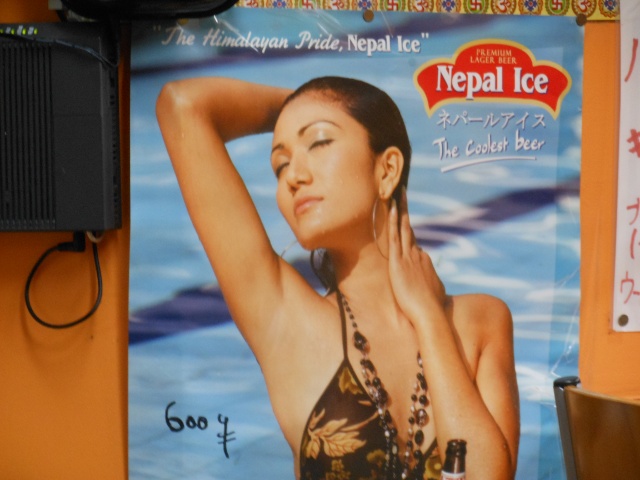 "The Himalayan Pride, Nepal Ice"
PREMIUM
LAGER BEER
Nepal Ice
ネパールアイス
The Coolest beer
600 ¥